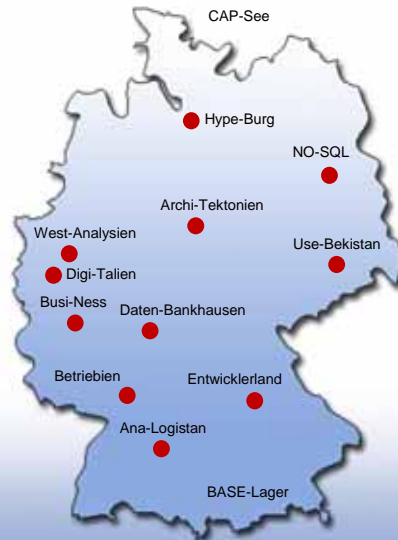 CAP-See
Hype-Burg
NO-SQL
Archi-Tektonien
West-Analysien
Use-Bekistan
Digi-Talien
Busi-Ness
Daten-Bankhausen
Betriebien
Entwicklerland
Ana-Logistan
BASE-Lager